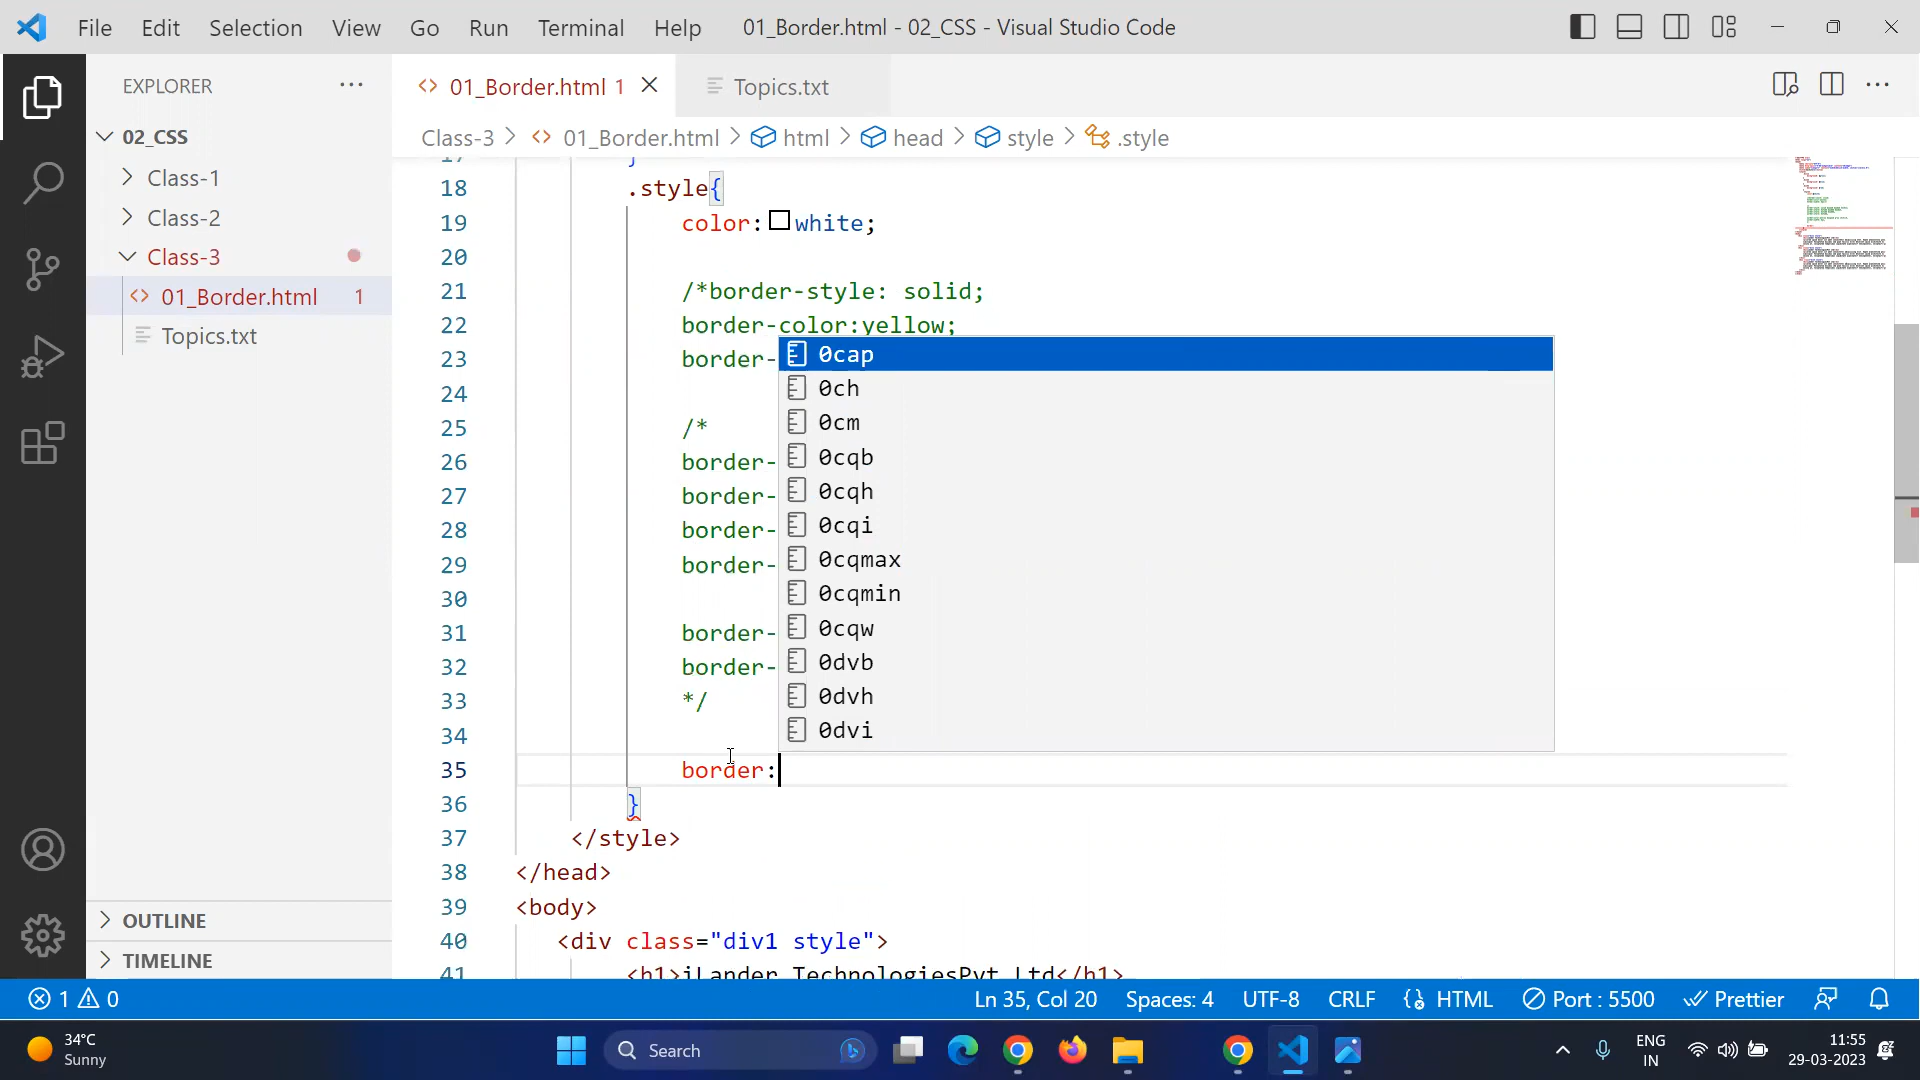 File Edit Selection View Go Run Terminal Help 01_Border.html - 02_CSS - Visual Studio Code
EXPLORER
01_Border.html 1
Topics.txt
02_CSS
Class-1
Class-2
Class-3
01_Border.html 1
Topics.txt
OUTLINE
TIMELINE
Class-3 > 01_Border.html > html > head > style > .style
18 .style{
19 color: white;
20
21 /*border-style: solid;
22 border-color:yellow;
23 border-
24
25 /*
26 border-
27 border-
28 border-
29 border-
30
31 border-
32 border-
33 */
34
35 border:
36 }
37 </style>
38 </head>
39 <body>
40 <div class="div1 style">
41 <h1>iLander TechnologiesPvt Ltd</h1>
0cap
0ch
0cm
0cqb
0cqh
0cqi
0cqmax
0cqmin
0cqw
0dvb
0dvh
0dvi
1 0 Ln 35, Col 20 Spaces: 4 UTF-8 CRLF HTML Port : 5500 Prettier
34°C
Sunny
Search
ENG
IN
11:55
29-03-2023